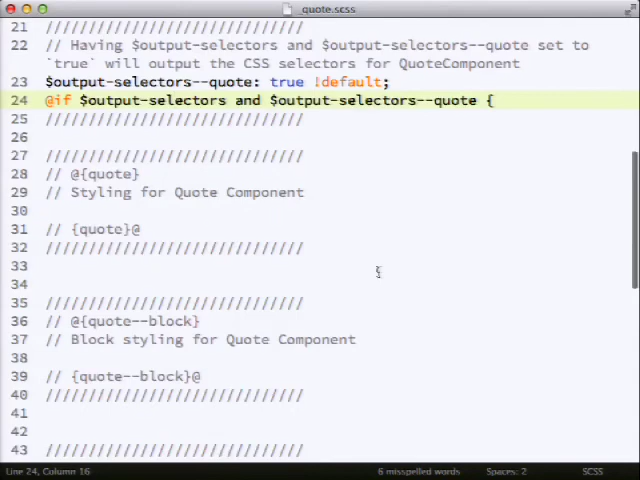 _quote.scss
21 /////////////////////////////
22 // Having $output-selectors and $output-selectors--quote set to
`true` will output the CSS selectors for QuoteComponent
23 $output-selectors--quote: true !default;
24 @if $output-selectors and $output-selectors--quote {
25 /////////////////////////////
26
27 /////////////////////////////
28 // @{quote}
29 // Styling for Quote Component
30
31 // {quote}@
32 /////////////////////////////
33
34
35 /////////////////////////////
36 // @{quote--block}
37 // Block styling for Quote Component
38
39 // {quote--block}@
40 /////////////////////////////
41
42
43 /////////////////////////////
Line 24, Column 16 6 misspelled words Spaces: 2 SCSS